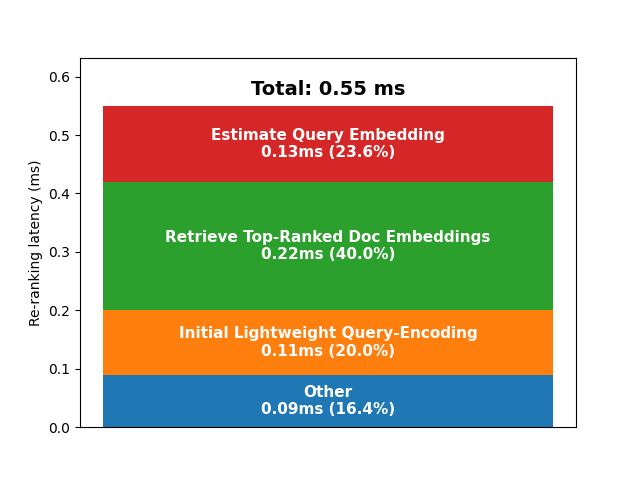 Total: 0.55 ms
Estimate Query Embedding
0.13ms (23.6%)
Retrieve Top-Ranked Doc Embeddings
0.22ms (40.0%)
Initial Lightweight Query-Encoding
0.11ms (20.0%)
Other
0.09ms (16.4%)
Re-ranking latency (ms)
0.6
0.5
0.4
0.3
0.2
0.1
0.0